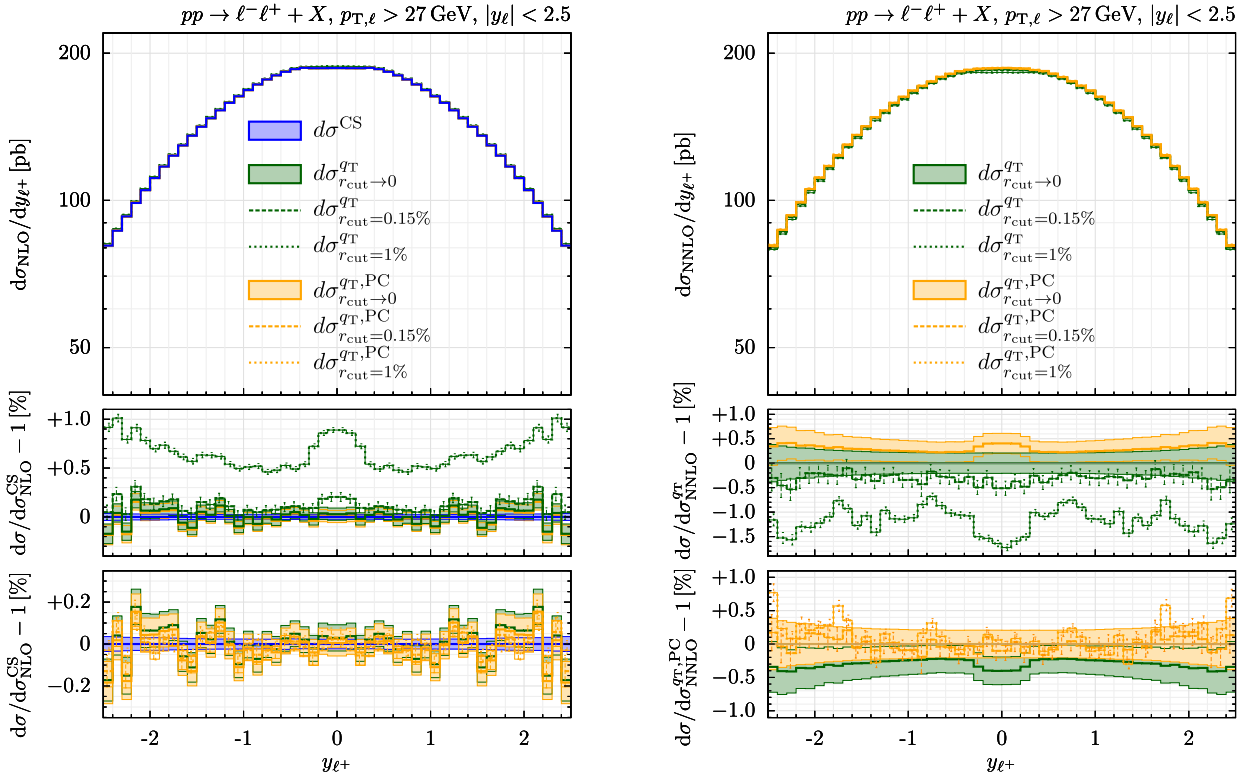 pp → ℓ⁻ℓ⁺ + X, p_T,ℓ > 27 GeV, |y_ℓ| < 2.5
200
100
50
dσ_NLO/dy_ℓ⁺ [pb]
dσ^CS
dσ^{q_T}_{r_cut→0}
dσ^{q_T}_{r_cut=0.15%}
dσ^{q_T}_{r_cut=1%}
dσ^{q_T,PC}_{r_cut→0}
dσ^{q_T,PC}_{r_cut=0.15%}
dσ^{q_T,PC}_{r_cut=1%}
dσ/dσ^CS_NLO − 1 [%]
+1.0
+0.5
0
dσ/dσ^CS_NLO − 1 [%]
+0.2
0
−0.2
-2 -1 0 1 2
y_ℓ⁺
pp → ℓ⁻ℓ⁺ + X, p_T,ℓ > 27 GeV, |y_ℓ| < 2.5
200
100
50
dσ_NNLO/dy_ℓ⁺ [pb]
dσ^{q_T}_{r_cut→0}
dσ^{q_T}_{r_cut=0.15%}
dσ^{q_T}_{r_cut=1%}
dσ^{q_T,PC}_{r_cut→0}
dσ^{q_T,PC}_{r_cut=0.15%}
dσ^{q_T,PC}_{r_cut=1%}
dσ/dσ^{q_T}_NNLO − 1 [%]
+1.0
+0.5
0
−0.5
−1.0
−1.5
dσ/dσ^{q_T,PC}_NNLO − 1 [%]
+1.0
+0.5
0
−0.5
−1.0
-2 -1 0 1 2
y_ℓ⁺